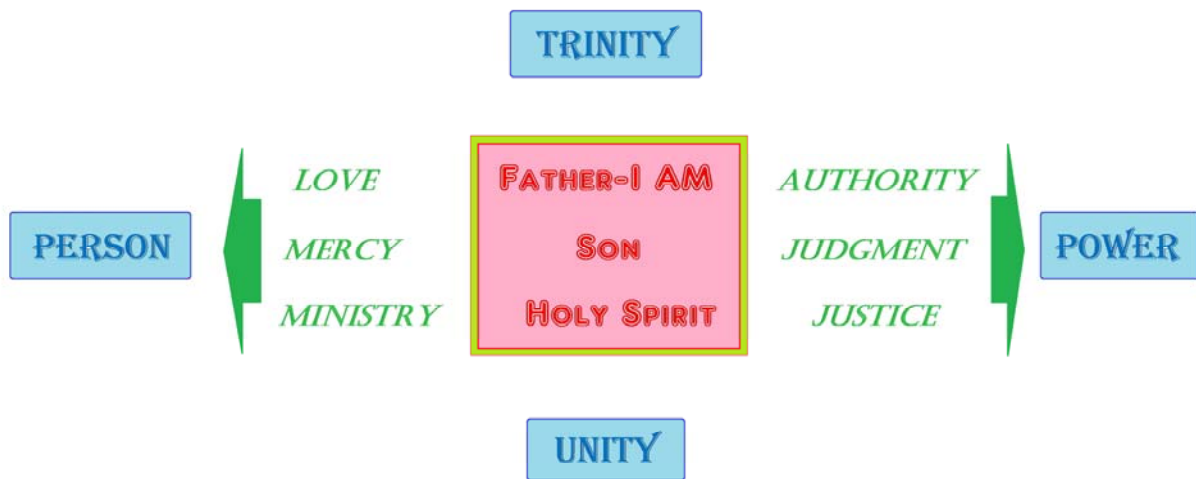 TRINITY
LOVE FATHER-I AM AUTHORITY
PERSON MERCY SON JUDGMENT POWER
MINISTRY HOLY SPIRIT JUSTICE
UNITY